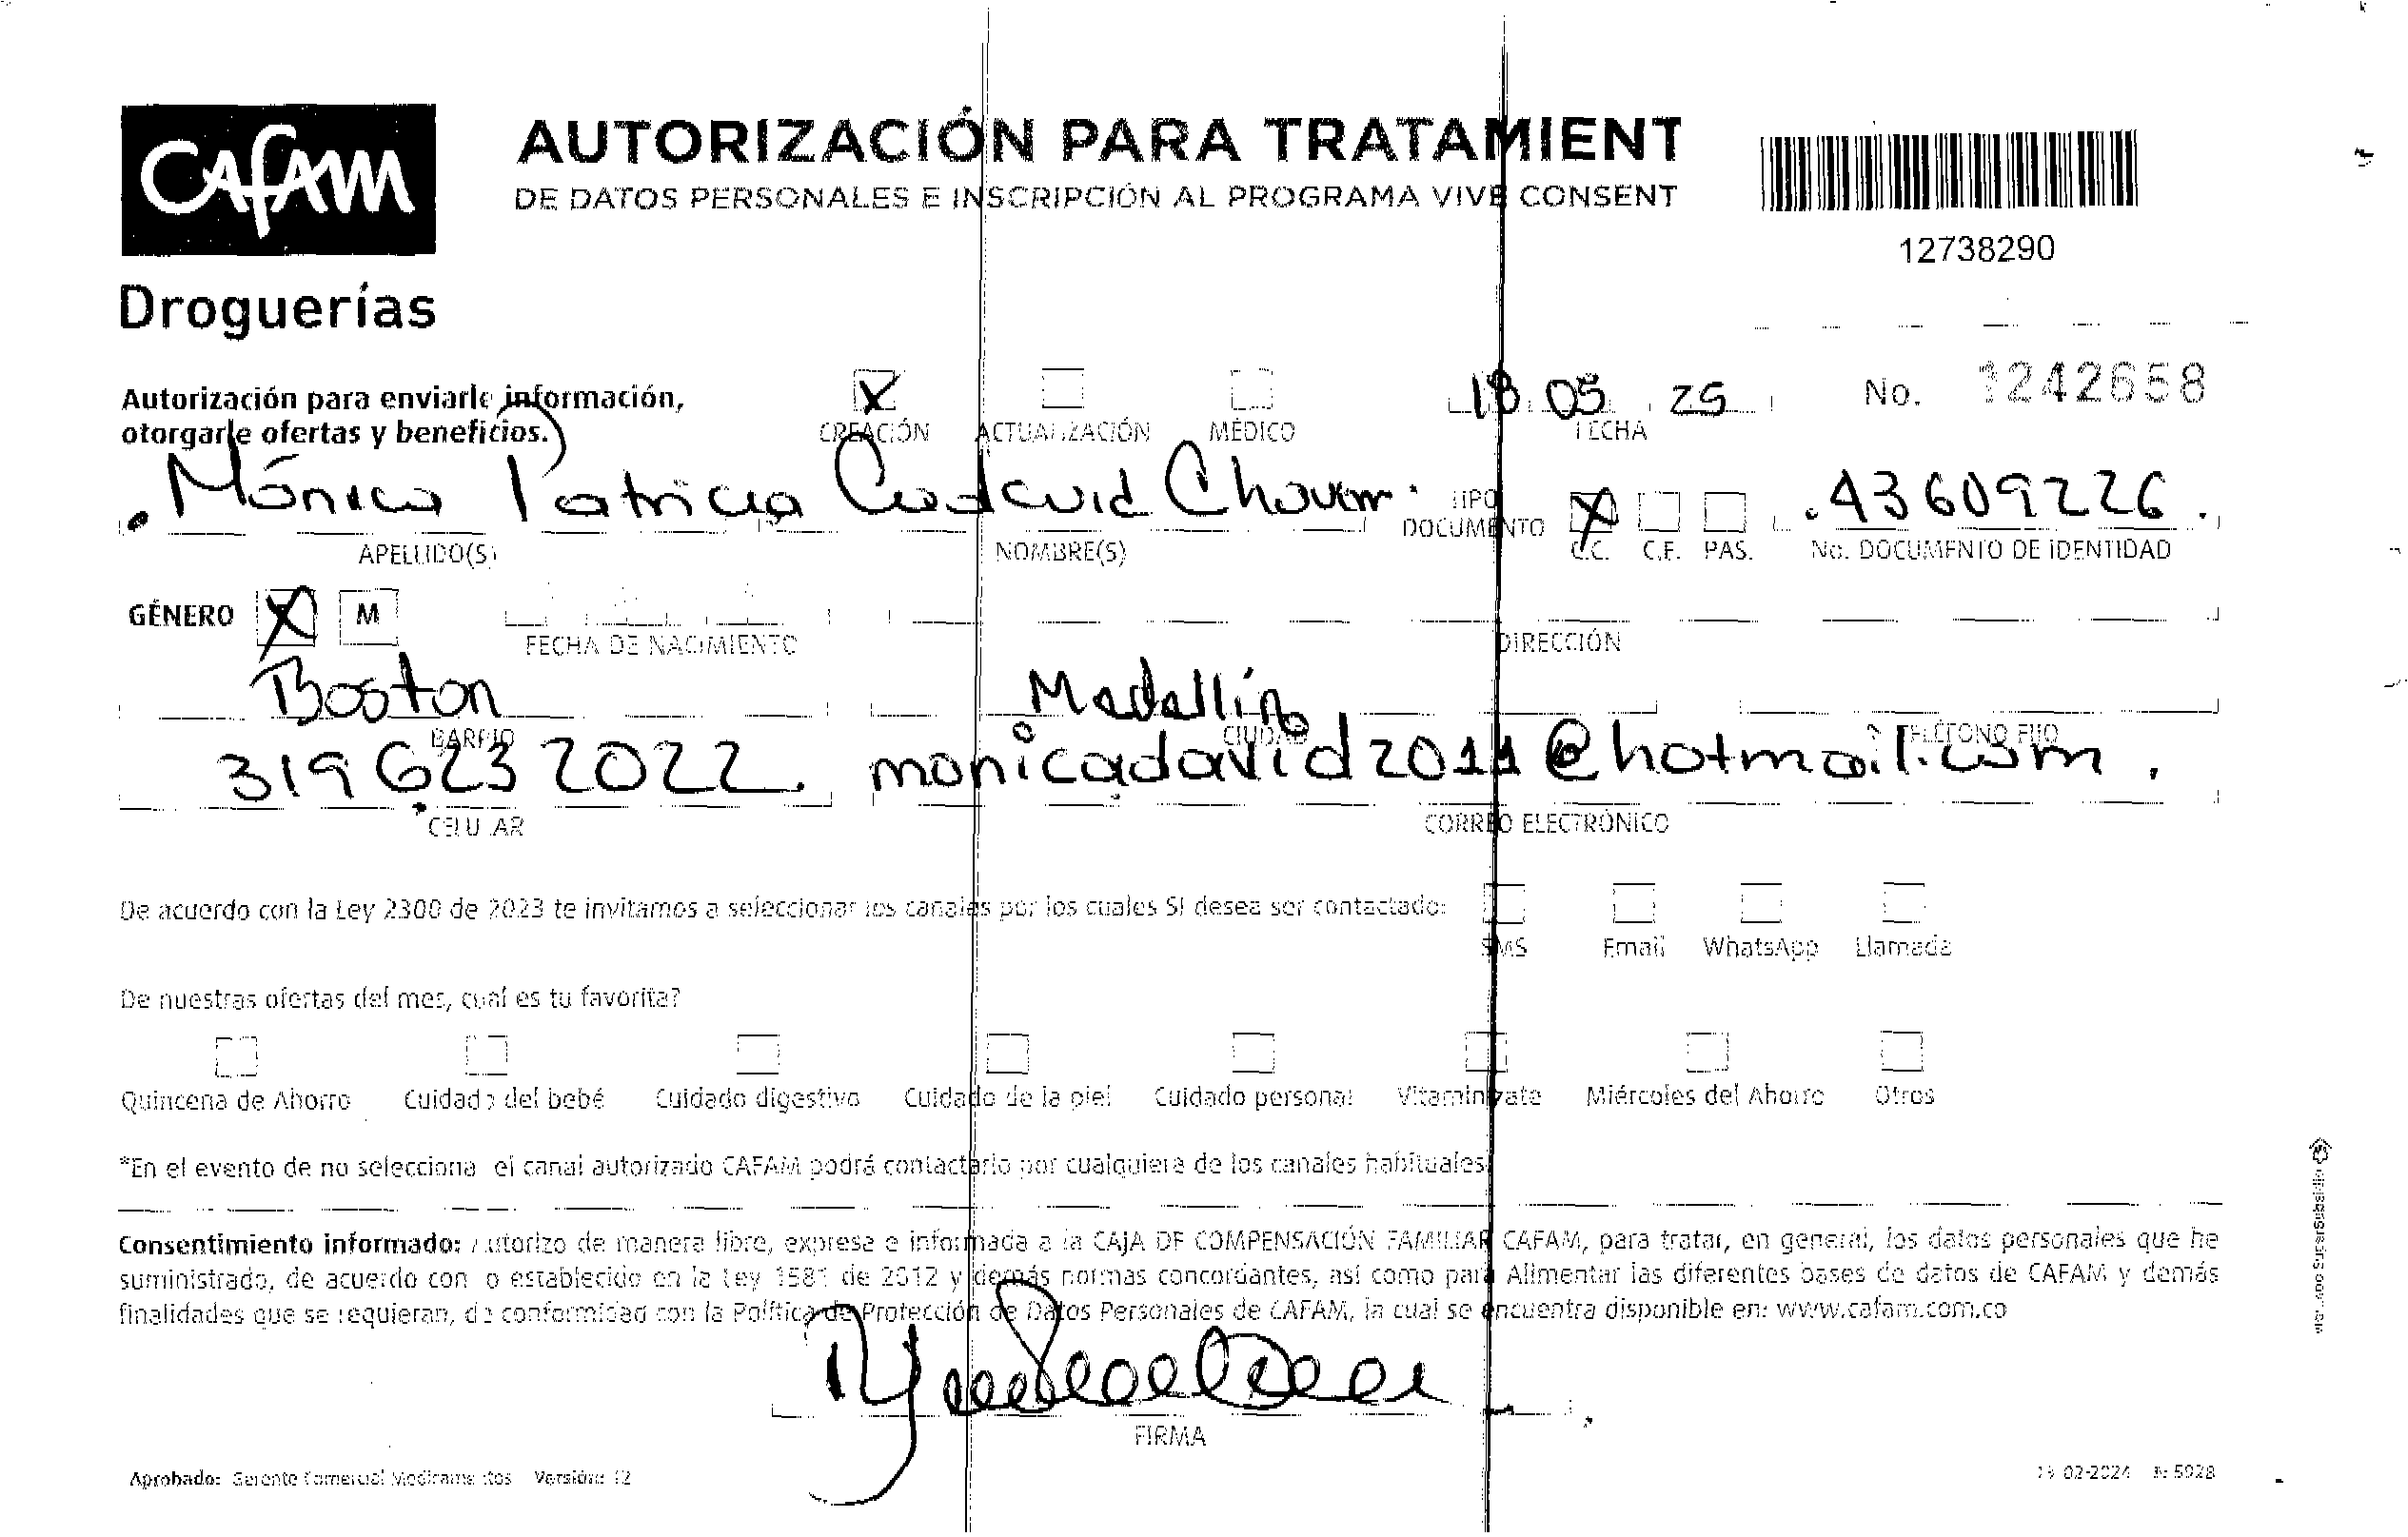 Cafam
AUTORIZACIÓN PARA TRATAMIENT
DE DATOS PERSONALES E INSCRIPCIÓN AL PROGRAMA VIVE CONSENT
12738290
Droguerías
Autorización para enviarle información,
otorgarle ofertas y beneficios.
X
CREACIÓN ACTUALIZACIÓN MÉDICO
18 05 25
FECHA
No. 1242658
Mónica Patricia David
APELLIDO(S) NOMBRE(S)
TIPO DOCUMENTO
X
C.C. C.E. PAS.
43609226
No. DOCUMENTO DE IDENTIDAD
GÉNERO X M
FECHA DE NACIMIENTO
DIRECCIÓN
Boston Medellín
BARRIO CIUDAD TELÉFONO FIJO
319 623 2022. monicadavid2011@hotmail.com.
CELULAR CORREO ELECTRÓNICO
De acuerdo con la Ley 2300 de 2023 te invitamos a seleccionar los canales por los cuales SI desea ser contactado:
SMS Email WhatsApp Llamada
De nuestras ofertas del mes, cual es tu favorita?
Quincena de Ahorro Cuidado del bebé Cuidado digestivo Cuidado de la piel Cuidado personal Vitaminízate Miércoles del Ahorro Otros
*En el evento de no selecciona el canal autorizado CAFAM podrá contactarlo por cualquiera de los canales habituales
Consentimiento informado: Autorizo de manera libre, expresa e informada a la CAJA DE COMPENSACIÓN FAMILIAR CAFAM, para tratar, en general, los datos personales que he
suministrado, de acuerdo con lo establecido en la Ley 1581 de 2012 y demás normas concordantes, así como para Alimentar las diferentes bases de datos de CAFAM y demás
finalidades que se requieran, de conformidad con la Política de Protección de Datos Personales de CAFAM, la cual se encuentra disponible en: www.cafam.com.co
FIRMA
Aprobado: Gerente Comercial Medicamentos Versión: 12
02-2024
5928
SuperSubsidio